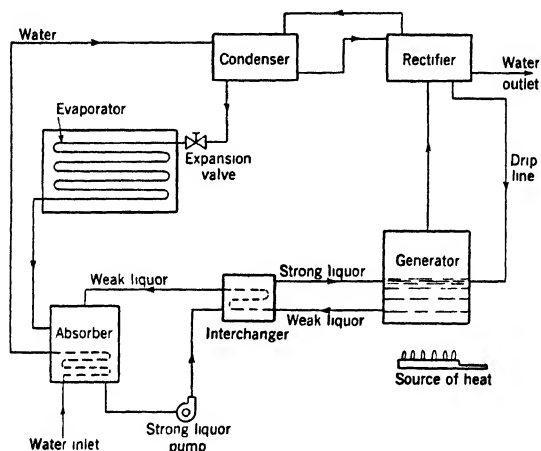 Water
Condenser
Rectifier
Water
outlet
Evaporator
Expansion
valve
Drip
line
Generator
Strong liquor
Weak liquor
Interchanger
Weak liquor
Absorber
Source of heat
Strong liquor
pump
Water inlet